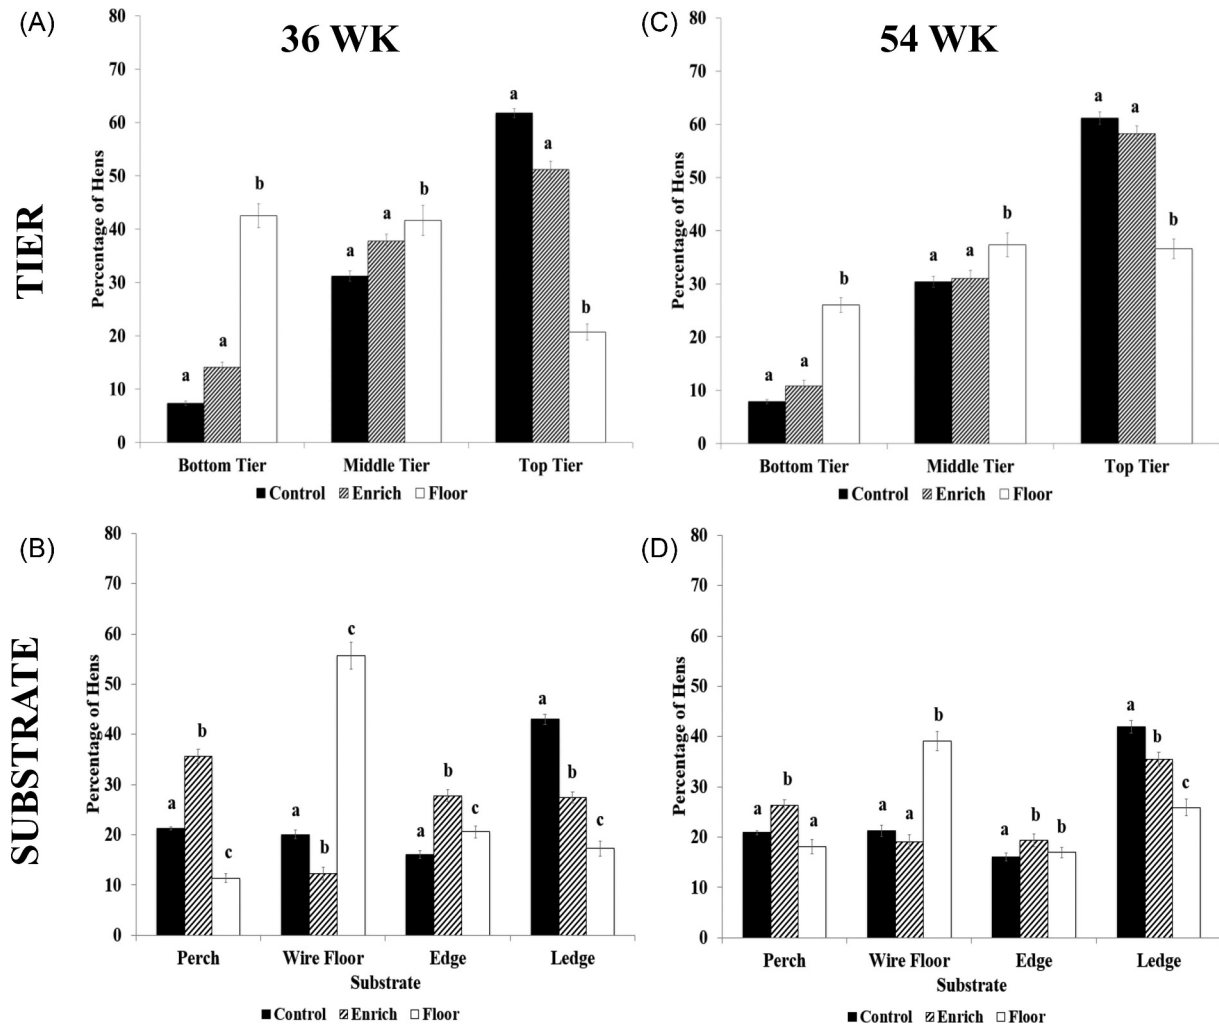 (A)
36 WK
TIER
Percentage of Hens
80
70
60
50
40
30
20
10
0
a
a
b
a
a
b
a
a
b
Bottom Tier Middle Tier Top Tier
Control Enrich Floor
(C)
54 WK
Percentage of Hens
80
70
60
50
40
30
20
10
0
a
a
b
a
a
b
a
a
b
Bottom Tier Middle Tier Top Tier
Control Enrich Floor
(B)
SUBSTRATE
Percentage of Hens
80
70
60
50
40
30
20
10
0
a
b
c
a
b
c
a
b
c
a
b
c
Perch Wire Floor Edge Ledge
Substrate
Control Enrich Floor
(D)
Percentage of Hens
80
70
60
50
40
30
20
10
0
a
b
a
a
a
b
a
b
b
a
b
c
Perch Wire Floor Edge Ledge
Substrate
Control Enrich Floor